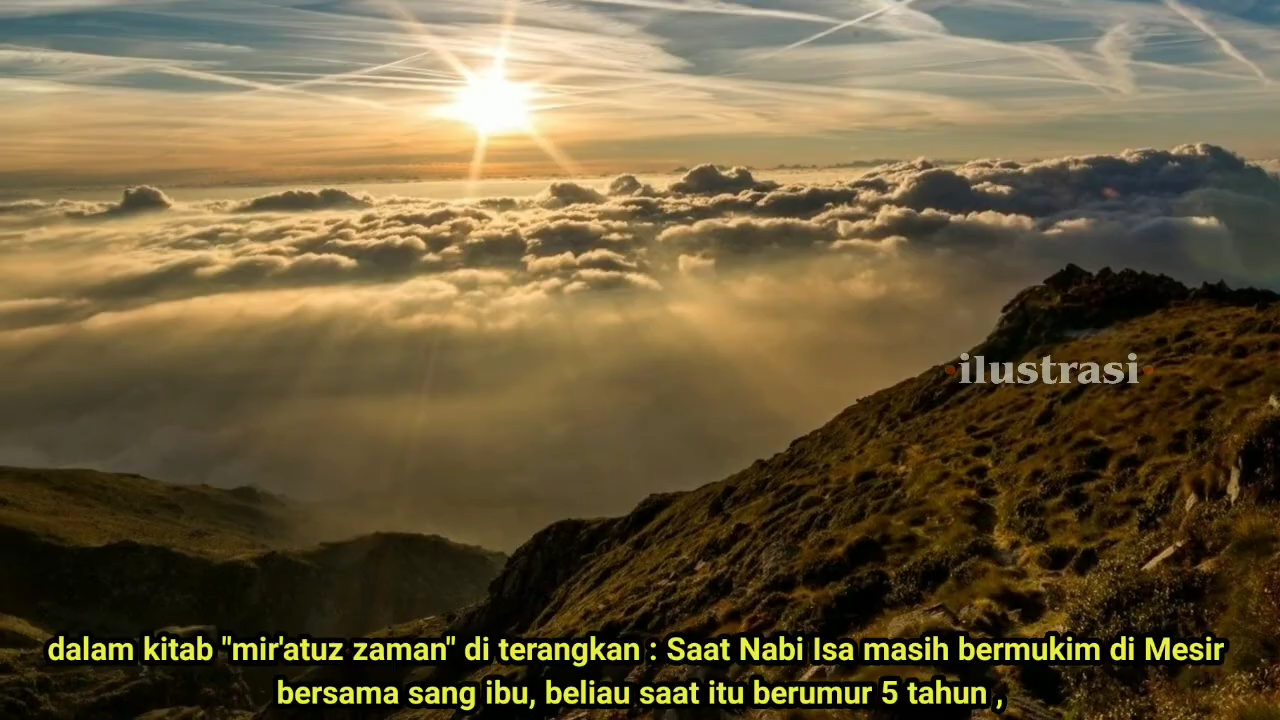 •ilustrasi•
dalam kitab "mir'atuz zaman" di terangkan : Saat Nabi Isa masih bermukim di Mesir
bersama sang ibu, beliau saat itu berumur 5 tahun ,